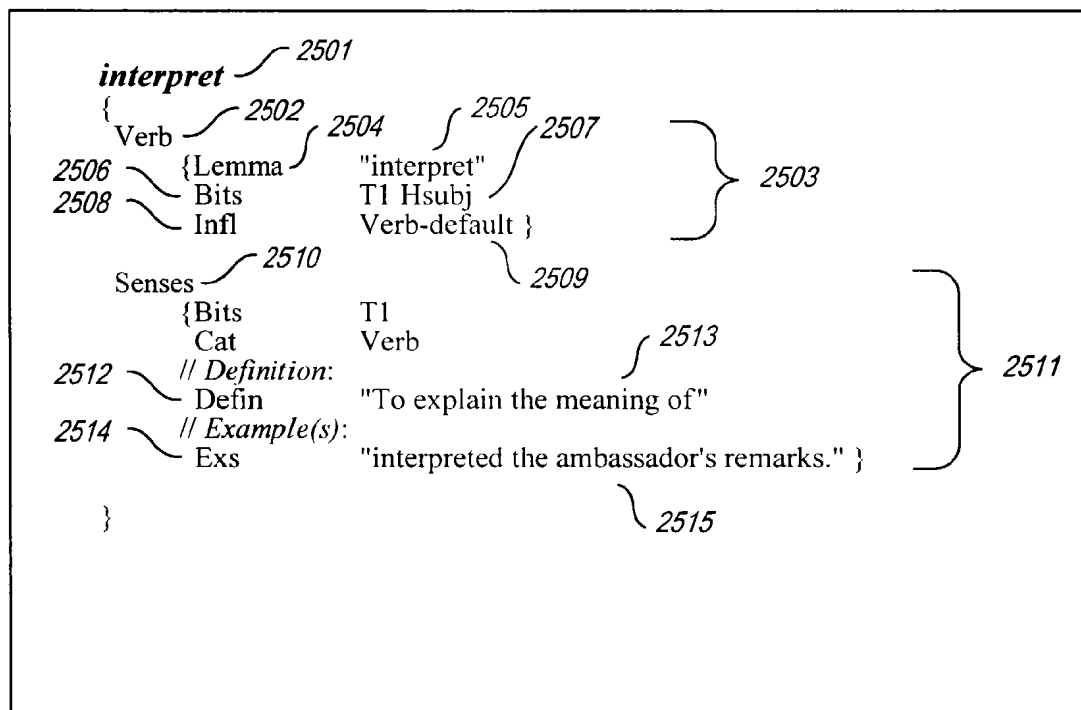 2501
interpret
{
2502 2505
Verb 2504 2507
2506 {Lemma "interpret"
Bits T1 Hsubj 2503
2508 Infl Verb-default }
Senses 2510 2509
{Bits T1
Cat Verb 2513
2512 // Definition: 2511
Defin "To explain the meaning of"
2514 // Example(s):
Exs "interpreted the ambassador's remarks." }
} 2515